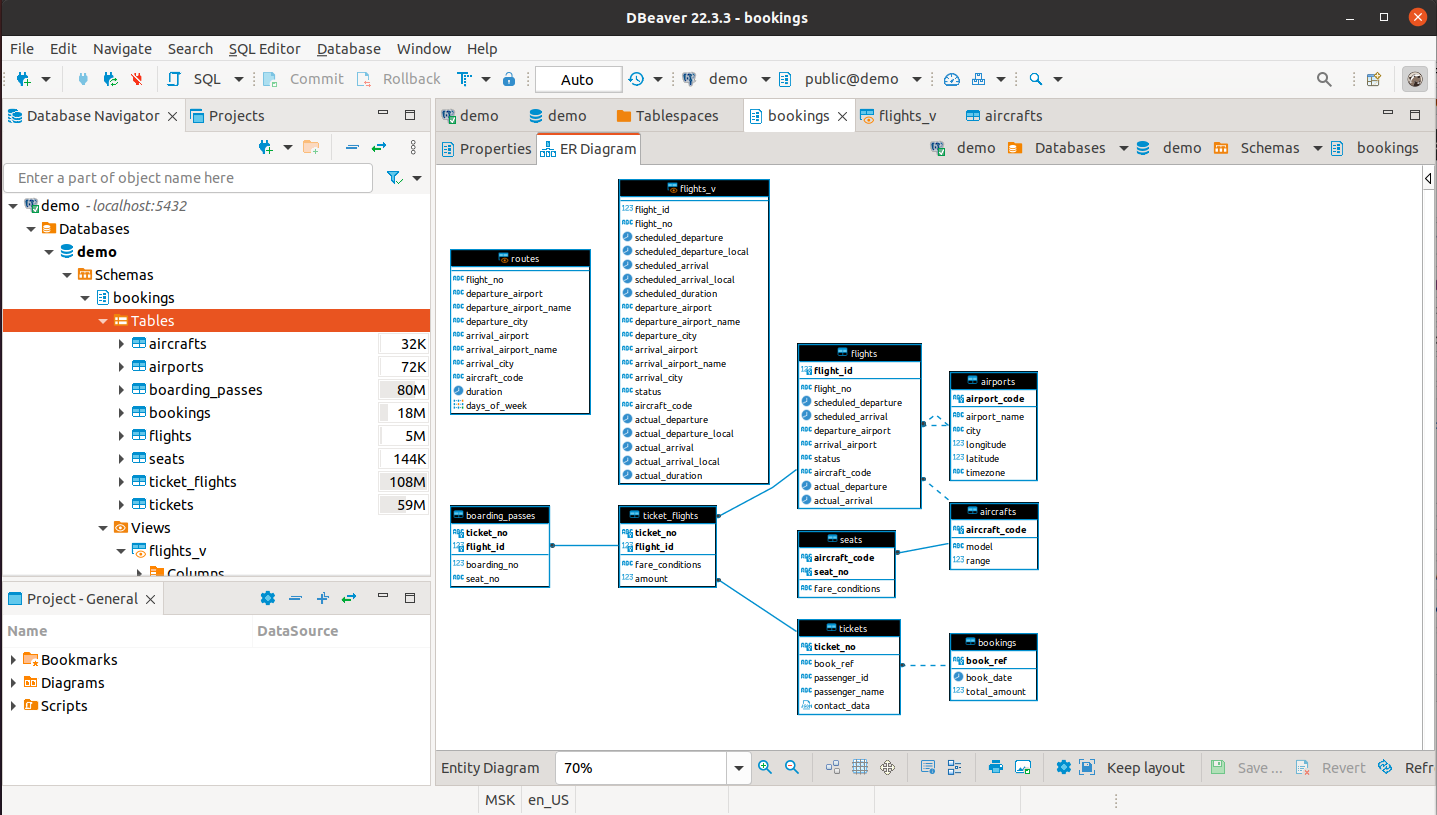 DBeaver 22.3.3 - bookings
File Edit Navigate Search SQL Editor Database Window Help
SQL Commit Rollback Auto demo public@demo
Database Navigator Projects
Enter a part of object name here
demo - localhost:5432
Databases
demo
Schemas
bookings
Tables
aircrafts 32K
airports 72K
boarding_passes 80M
bookings 18M
flights 5M
seats 144K
ticket_flights 108M
tickets 59M
Views
flights_v
Columns
Project - General
Name DataSource
Bookmarks
Diagrams
Scripts
demo demo Tablespaces bookings flights_v aircrafts
Properties ER Diagram demo Databases demo Schemas bookings
routes
flight_no
departure_airport
departure_airport_name
departure_city
arrival_airport
arrival_airport_name
arrival_city
aircraft_code
duration
days_of_week
flights_v
flight_id
flight_no
scheduled_departure
scheduled_departure_local
scheduled_arrival
scheduled_arrival_local
scheduled_duration
departure_airport
departure_airport_name
departure_city
arrival_airport
arrival_airport_name
arrival_city
status
aircraft_code
actual_departure
actual_departure_local
actual_arrival
actual_arrival_local
actual_duration
flights
flight_id
flight_no
scheduled_departure
scheduled_arrival
departure_airport
arrival_airport
status
aircraft_code
actual_departure
actual_arrival
airports
airport_code
airport_name
city
longitude
latitude
timezone
boarding_passes
ticket_no
flight_id
boarding_no
seat_no
ticket_flights
ticket_no
flight_id
fare_conditions
amount
seats
aircraft_code
seat_no
fare_conditions
aircrafts
aircraft_code
model
range
tickets
ticket_no
book_ref
passenger_id
passenger_name
contact_data
bookings
book_ref
book_date
total_amount
Entity Diagram 70% Keep layout Save ... Revert Refr
MSK en_US